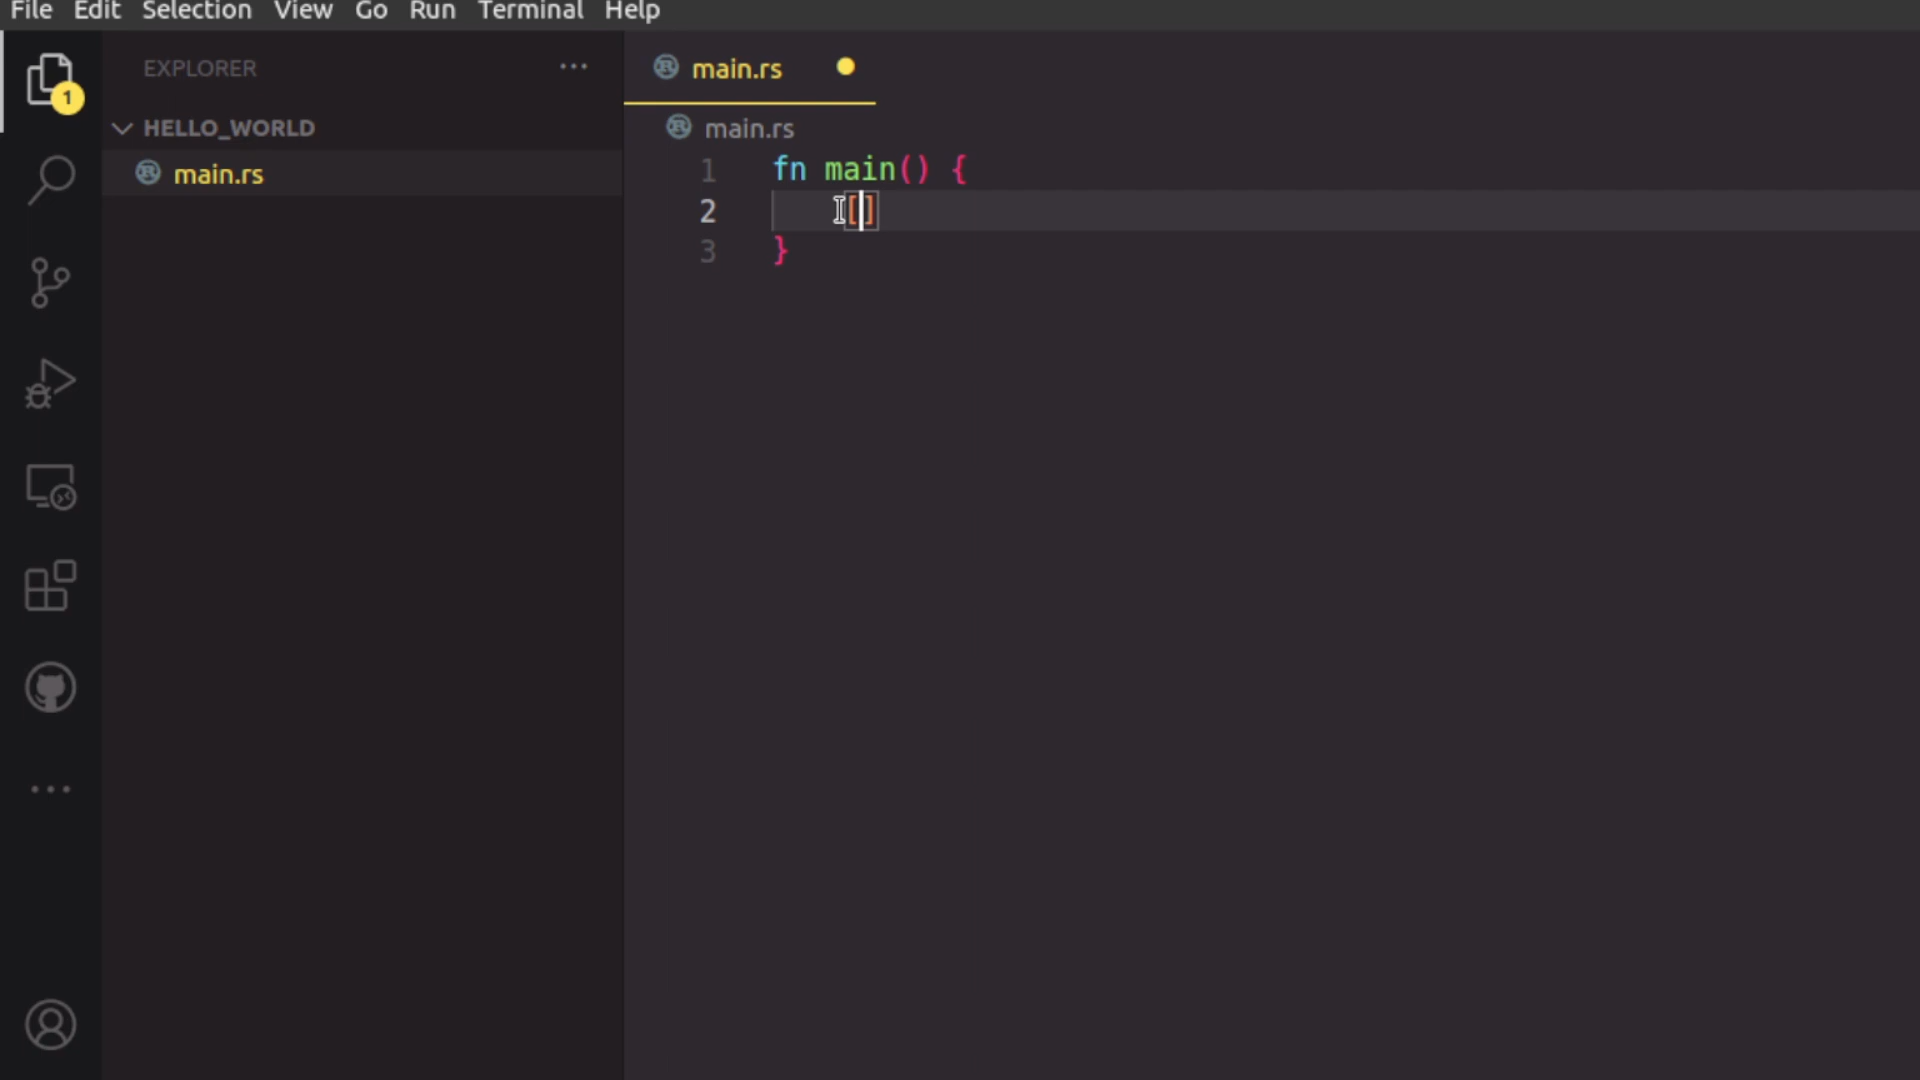 File Edit Selection View Go Run Terminal Help
EXPLORER
HELLO_WORLD
main.rs
1
main.rs
main.rs
1 fn main() {
2 []
3 }